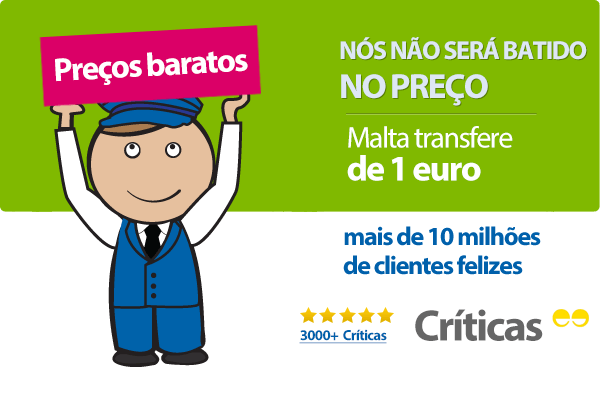 Preços baratos
NÓS NÃO SERÁ BATIDO
NO PREÇO
Malta transfere
de 1 euro
mais de 10 milhões
de clientes felizes
3000+ Críticas
Críticas